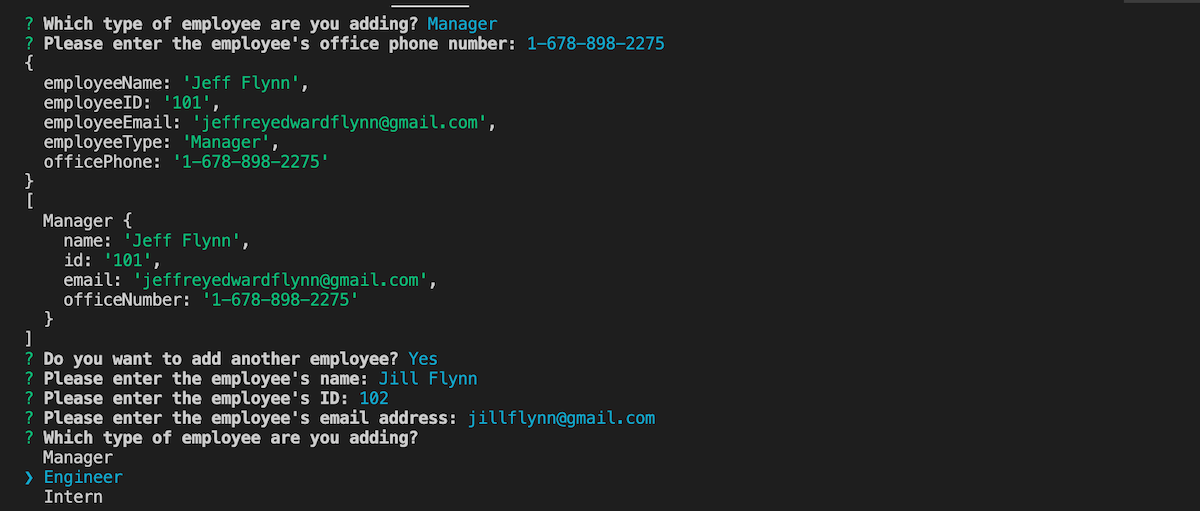 ? Which type of employee are you adding? Manager
? Please enter the employee's office phone number: 1-678-898-2275
{
  employeeName: 'Jeff Flynn',
  employeeID: '101',
  employeeEmail: 'jeffreyedwardflynn@gmail.com',
  employeeType: 'Manager',
  officePhone: '1-678-898-2275'
}
[
  Manager {
    name: 'Jeff Flynn',
    id: '101',
    email: 'jeffreyedwardflynn@gmail.com',
    officeNumber: '1-678-898-2275'
  }
]
? Do you want to add another employee? Yes
? Please enter the employee's name: Jill Flynn
? Please enter the employee's ID: 102
? Please enter the employee's email address: jillflynn@gmail.com
? Which type of employee are you adding?
  Manager
❯ Engineer
  Intern